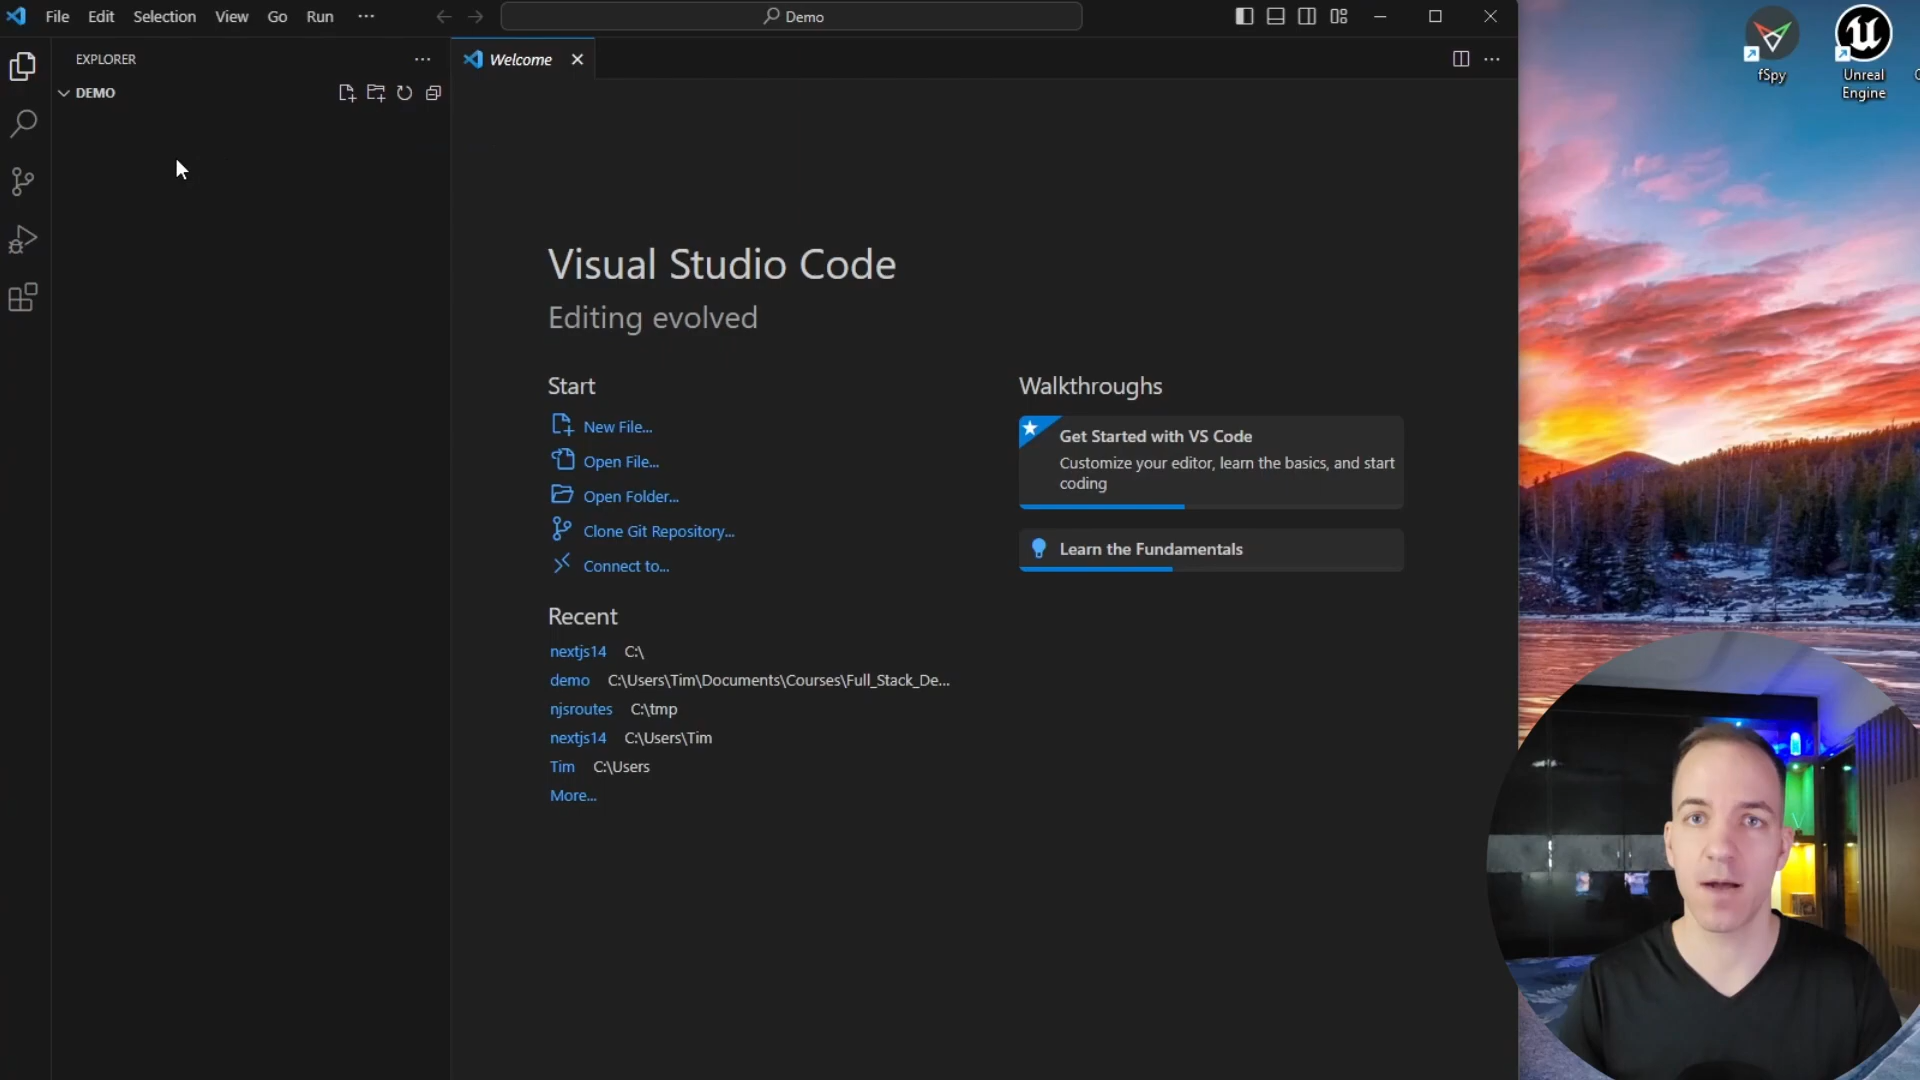 File Edit Selection View Go Run
Demo
EXPLORER
Welcome
DEMO
Visual Studio Code
Editing evolved
Start
New File...
Open File...
Open Folder...
Clone Git Repository...
Connect to...
Recent
nextjs14 C:\
demo C:\Users\Tim\Documents\Courses\Full_Stack_De...
njsroutes C:\tmp
nextjs14 C:\Users\Tim
Tim C:\Users
More...
Walkthroughs
Get Started with VS Code
Customize your editor, learn the basics, and start
coding
Learn the Fundamentals
fSpy
Unreal
Engine